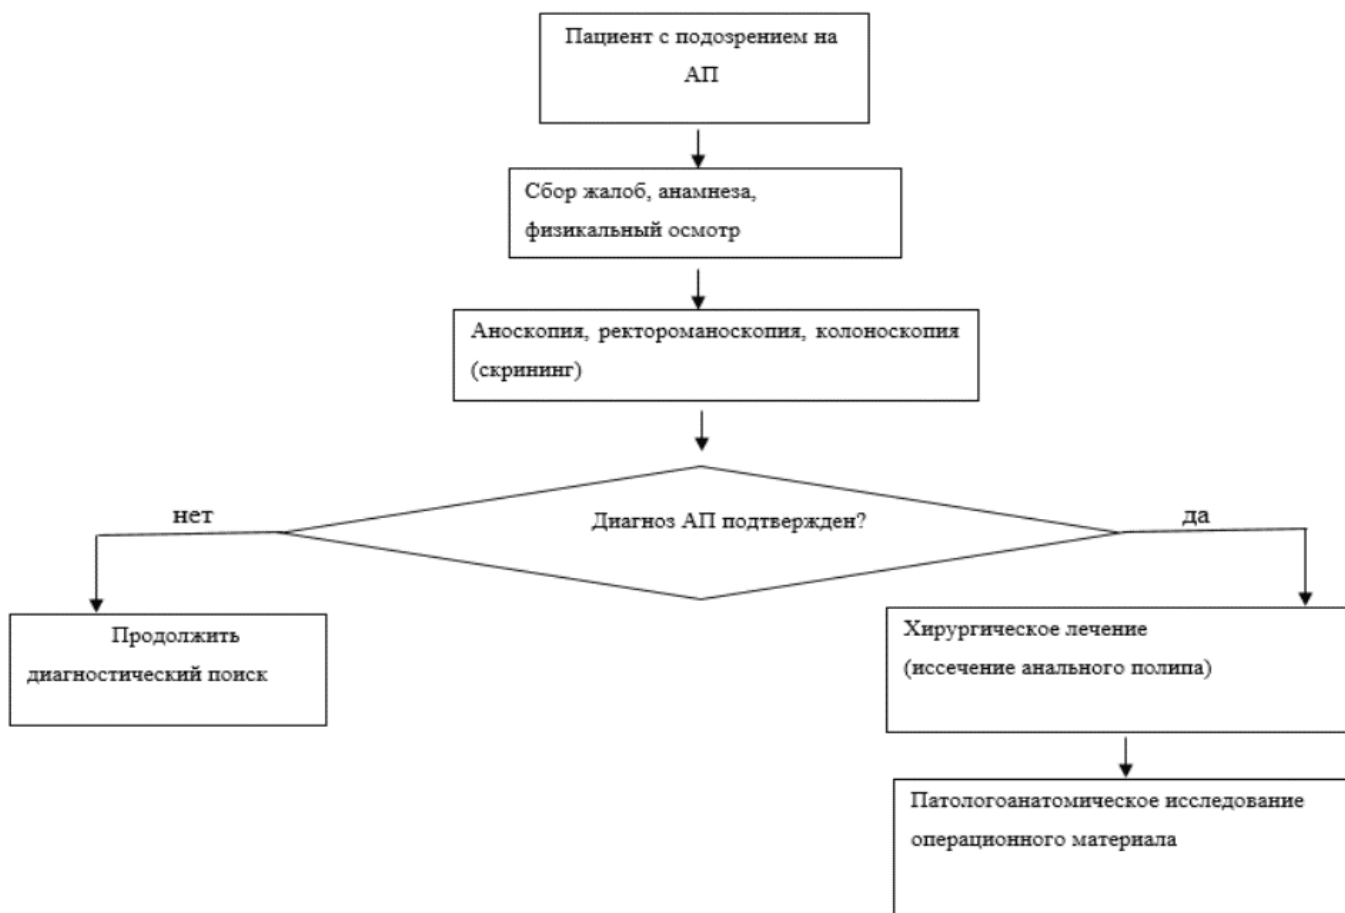 Пациент с подозрением на
АП
Сбор жалоб, анамнеза,
физикальный осмотр
Аноскопия, ректороманоскопия, колоноскопия
(скрининг)
Диагноз АП подтвержден?
нет
да
Продолжить
диагностический поиск
Хирургическое лечение
(иссечение анального полипа)
Патологоанатомическое исследование
операционного материала